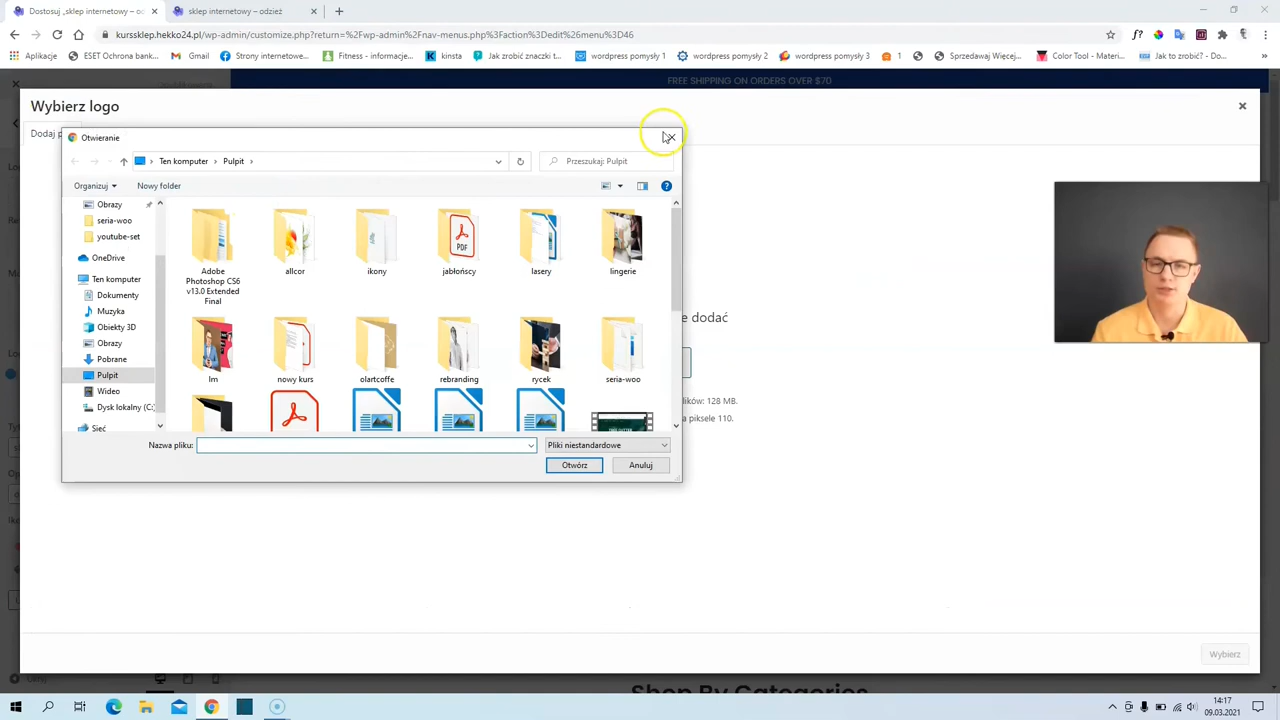 Dostosuj „sklep internetowy – od
sklep internetowy – odzież
kurssklep.hekko24.pl/wp-admin/customize.php?return=%2Fwp-admin%2Fnav-menus.php%3Faction%3Dedit%26menu%3D46
Aplikacje
ESET Ochrona bank...
Gmail
Strony internetowe...
Fitness - informacje...
kinsta
Jak zrobić znaczki t...
wordpress pomysły 1
wordpress pomysły 2
wordpress pomysły 3
1
Sprzedawaj Więcej,...
Color Tool - Materi...
Jak to zrobić? - Do...
FREE SHIPPING ON ORDERS OVER $70
Wybierz logo
Dodaj p
Otwieranie
Ten komputer
Pulpit
Przeszukaj: Pulpit
Organizuj
Nowy folder
Obrazy
seria-woo
youtube-set
OneDrive
Ten komputer
Dokumenty
Muzyka
Obiekty 3D
Obrazy
Pobrane
Pulpit
Wideo
Dysk lokalny (C:)
Sieć
PDF
Adobe
Photoshop CS6
v13.0 Extended
Final
allcor
ikony
jabłońscy
lasery
lingerie
lm
nowy kurs
olartcoffe
rebranding
rycek
seria-woo
Nazwa pliku:
Pliki niestandardowe
Otwórz
Anuluj
e dodać
lików: 128 MB.
a piksele 110.
Wybierz
Shop By Categories
14:17
09.03.2021